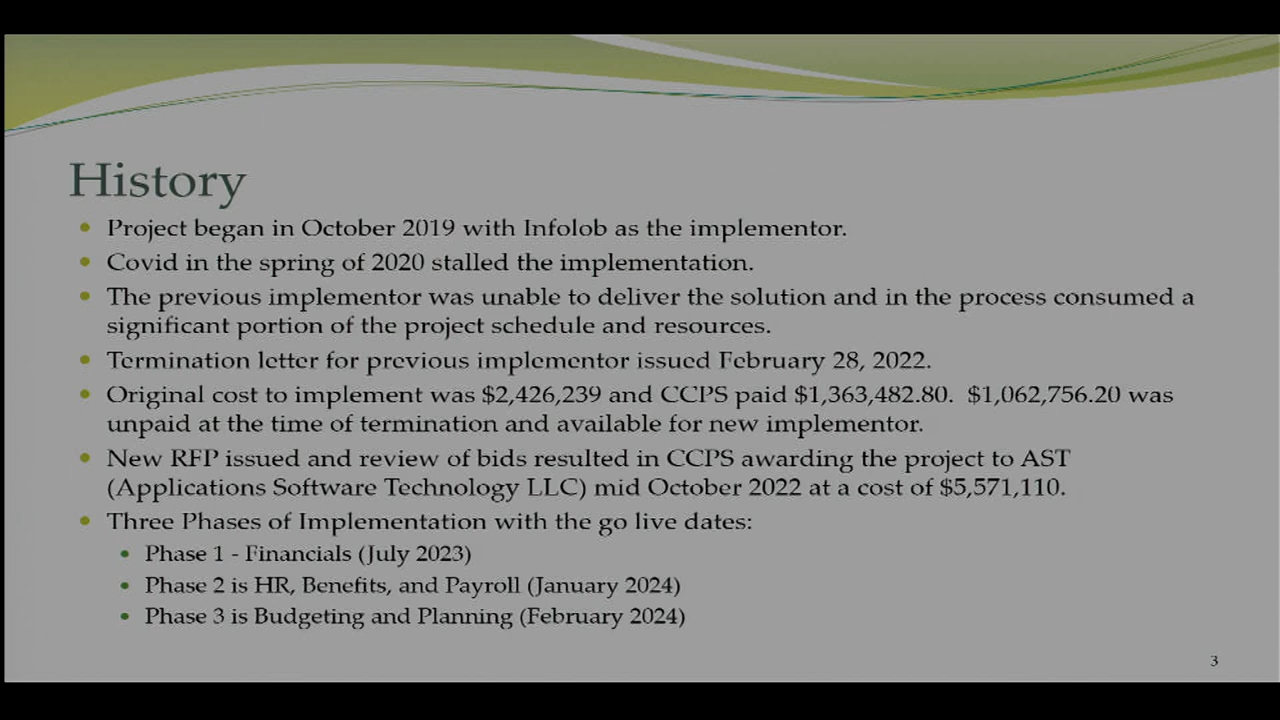 History
Project began in October 2019 with Infolob as the implementor.
Covid in the spring of 2020 stalled the implementation.
The previous implementor was unable to deliver the solution and in the process consumed a
significant portion of the project schedule and resources.
Termination letter for previous implementor issued February 28, 2022.
Original cost to implement was $2,426,239 and CCPS paid $1,363,482.80.  $1,062,756.20 was
unpaid at the time of termination and available for new implementor.
New RFP issued and review of bids resulted in CCPS awarding the project to AST
(Applications Software Technology LLC) mid October 2022 at a cost of $5,571,110.
Three Phases of Implementation with the go live dates:
Phase 1 - Financials (July 2023)
Phase 2 is HR, Benefits, and Payroll (January 2024)
Phase 3 is Budgeting and Planning (February 2024)
3